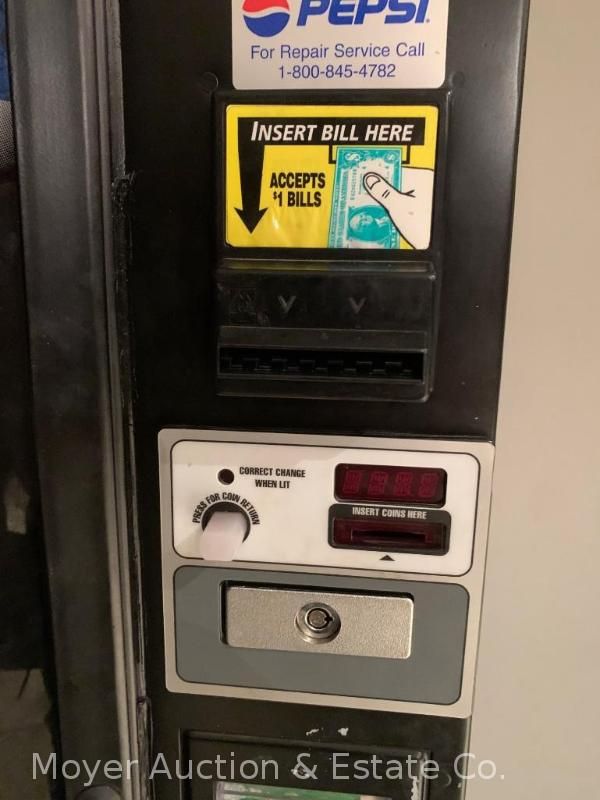 PEPSI
For Repair Service Call
1-800-845-4782
INSERT BILL HERE
ACCEPTS
$1 BILLS
CORRECT CHANGE
WHEN LIT
PRESS FOR COIN RETURN
INSERT COINS HERE
Moyer Auction & Estate Co.